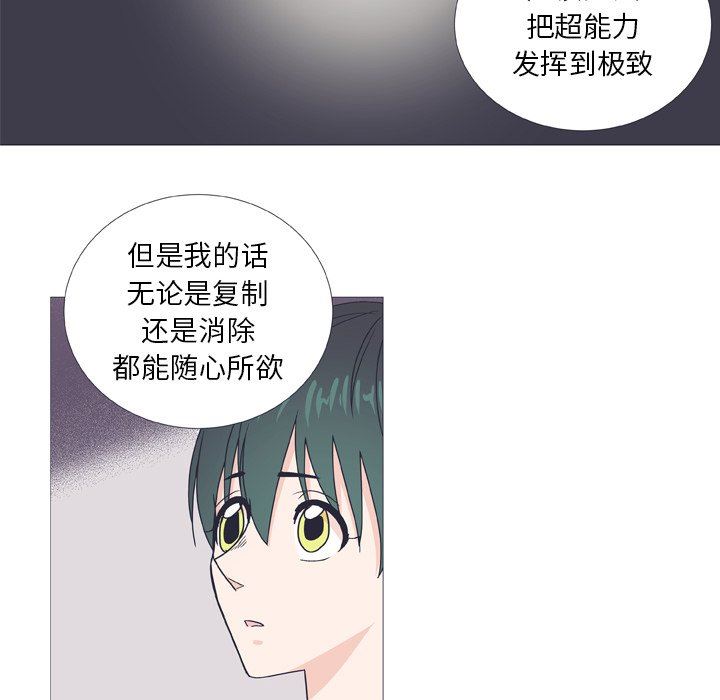 把超能力
发挥到极致
但是我的话
无论是复制
还是消除
都能随心所欲